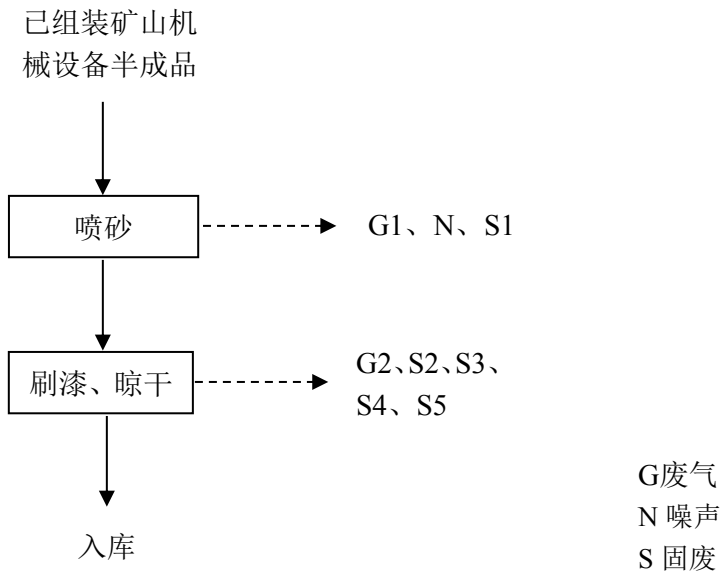 已组装矿山机
械设备半成品
喷砂
G1、N、S1
刷漆、晾干
G2、S2、S3、
S4、S5
入库
G废气
N 噪声
S 固废